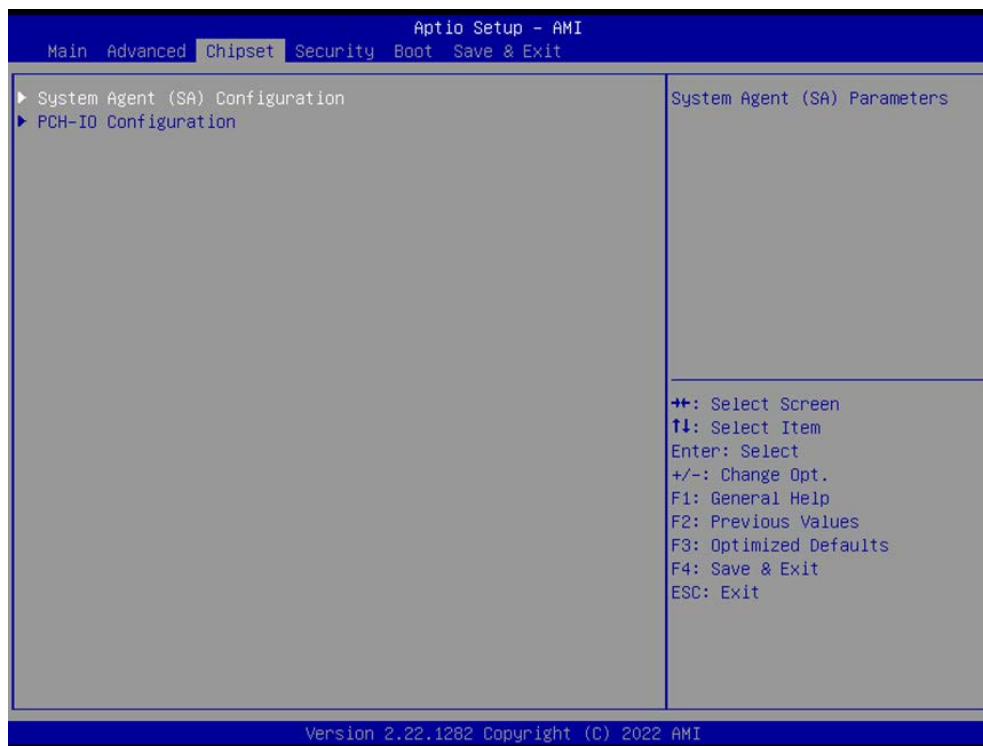 Aptio Setup – AMI
Main Advanced Chipset Security Boot Save & Exit
▶ System Agent (SA) Configuration
▶ PCH-IO Configuration
System Agent (SA) Parameters
→←: Select Screen
↑↓: Select Item
Enter: Select
+/-: Change Opt.
F1: General Help
F2: Previous Values
F3: Optimized Defaults
F4: Save & Exit
ESC: Exit
Version 2.22.1282 Copyright (C) 2022 AMI